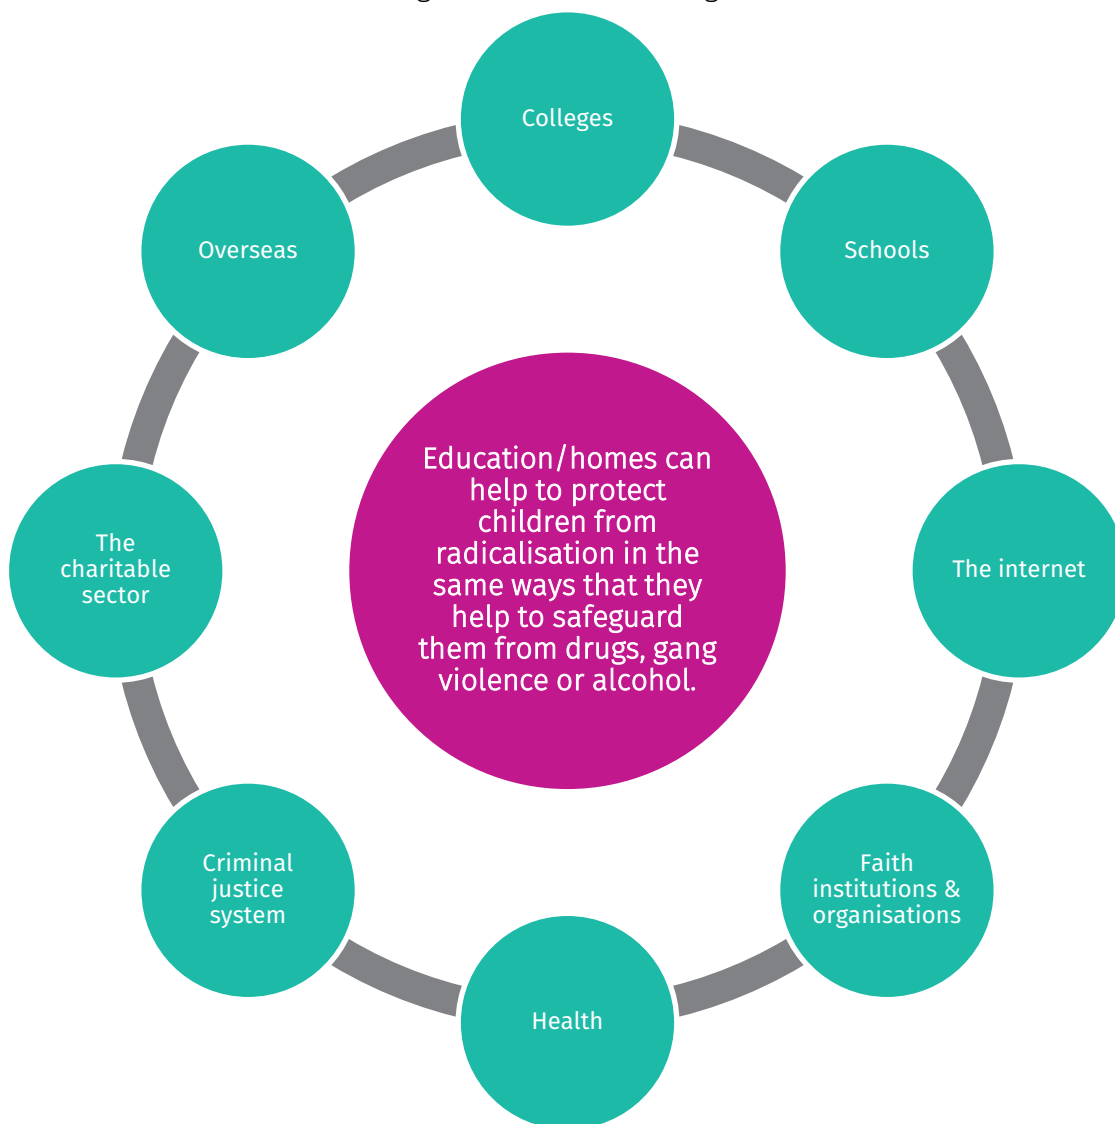 Colleges
Overseas
Schools
Education/homes can
help to protect
children from
radicalisation in the
same ways that they
help to safeguard
them from drugs, gang
violence or alcohol.
The
charitable
sector
The internet
Criminal
justice
system
Faith
institutions &
organisations
Health